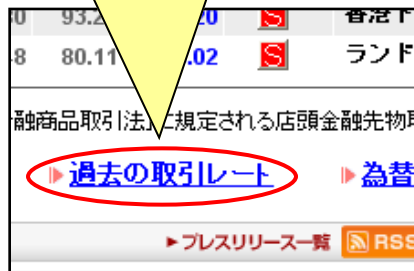 93.2 20 S 香港ド
8 80.11 .02 S ランド
融商品取引法 に規定される店頭金融先物取
過去の取引レート 為替
プレスリリース一覧 RSS